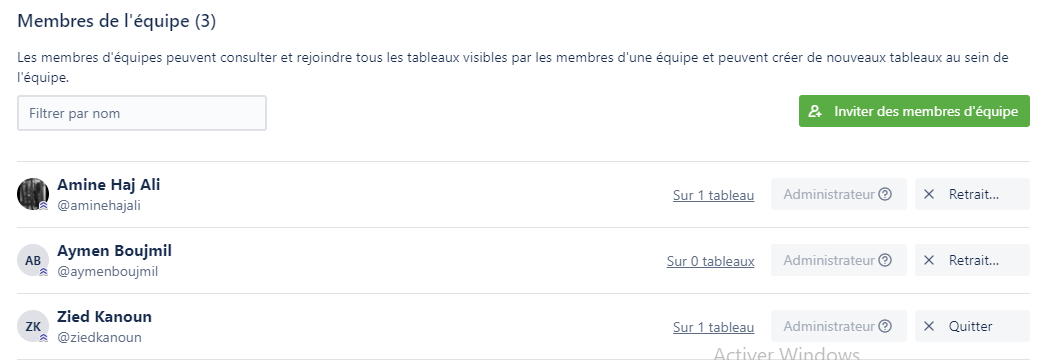 Membres de l'équipe (3)
Les membres d'équipes peuvent consulter et rejoindre tous les tableaux visibles par les membres d'une équipe et peuvent créer de nouveaux tableaux au sein de
l'équipe.
Filtrer par nom
Inviter des membres d'équipe
Amine Haj Ali
@aminehajali
Sur 1 tableau
Administrateur
Retrait...
AB
Aymen Boujmil
@aymenboujmil
Sur 0 tableaux
Administrateur
Retrait...
ZK
Zied Kanoun
@ziedkanoun
Sur 1 tableau
Administrateur
Quitter
Activer Windows